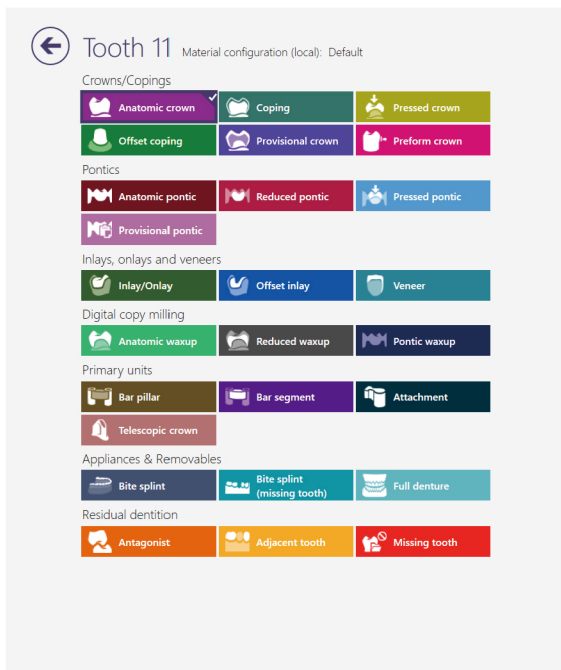 Tooth 11 Material configuration (local): Default
Crowns/Copings
Anatomic crown Coping Pressed crown
Offset coping Provisional crown Preform crown
Pontics
Anatomic pontic Reduced pontic Pressed pontic
Provisional pontic
Inlays, onlays and veneers
Inlay/Onlay Offset inlay Veneer
Digital copy milling
Anatomic waxup Reduced waxup Pontic waxup
Primary units
Bar pillar Bar segment Attachment
Telescopic crown
Appliances & Removables
Bite splint Bite splint
(missing tooth) Full denture
Residual dentition
Antagonist Adjacent tooth Missing tooth